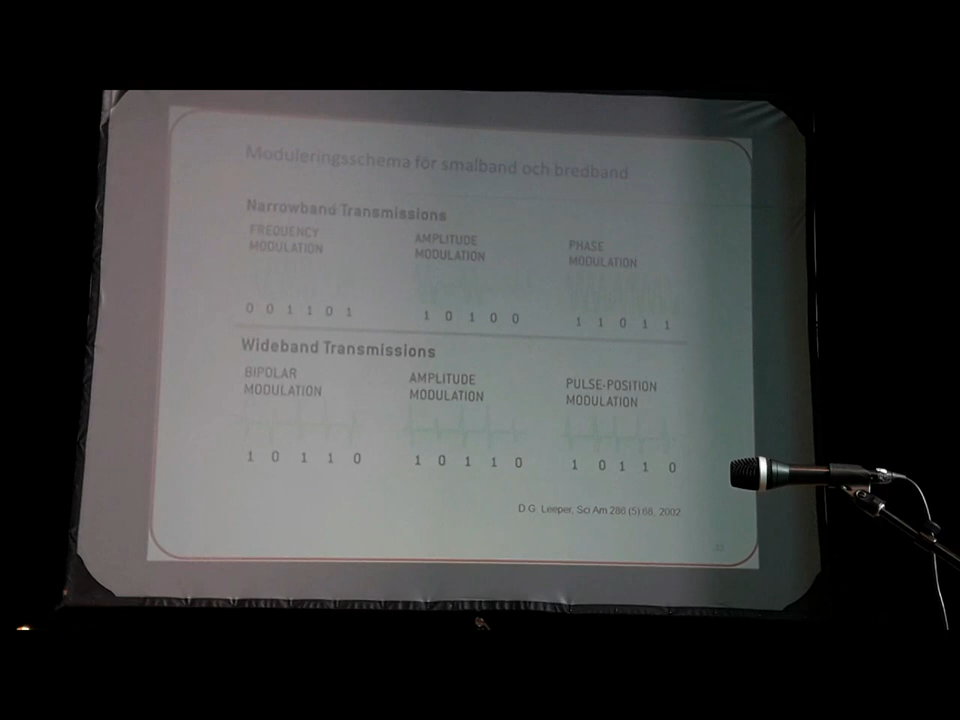 Moduleringsschema för smalband och bredband
Narrowband Transmissions
FREQUENCY
MODULATION
0 0 1 1 0 1
AMPLITUDE
MODULATION
1 0 1 0 0
PHASE
MODULATION
1 1 0 1 1
Wideband Transmissions
BIPOLAR
MODULATION
1 0 1 1 0
AMPLITUDE
MODULATION
1 0 1 1 0
PULSE-POSITION
MODULATION
1 0 1 1 0
D.G. Leeper, Sci Am 286 (5) 68, 2002